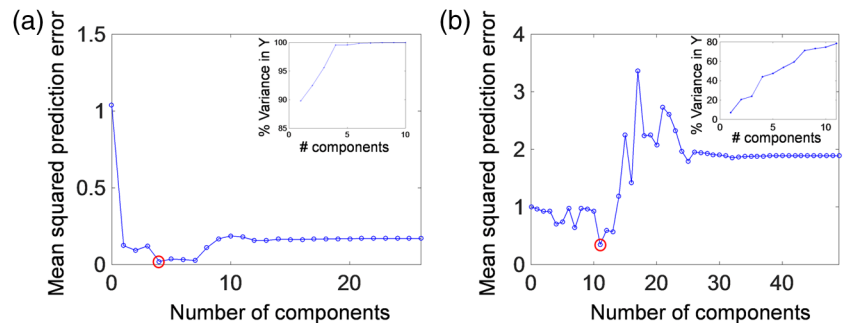 (a)
Mean squared prediction error
1.5
1
0.5
0
0 10 20
Number of components
% Variance in Y
100
95
90
85
0 5 10
# components
(b)
Mean squared prediction error
4
3
2
1
0
0 10 20 30 40
Number of components
% Variance in Y
80
60
40
20
0
0 5 10
# components